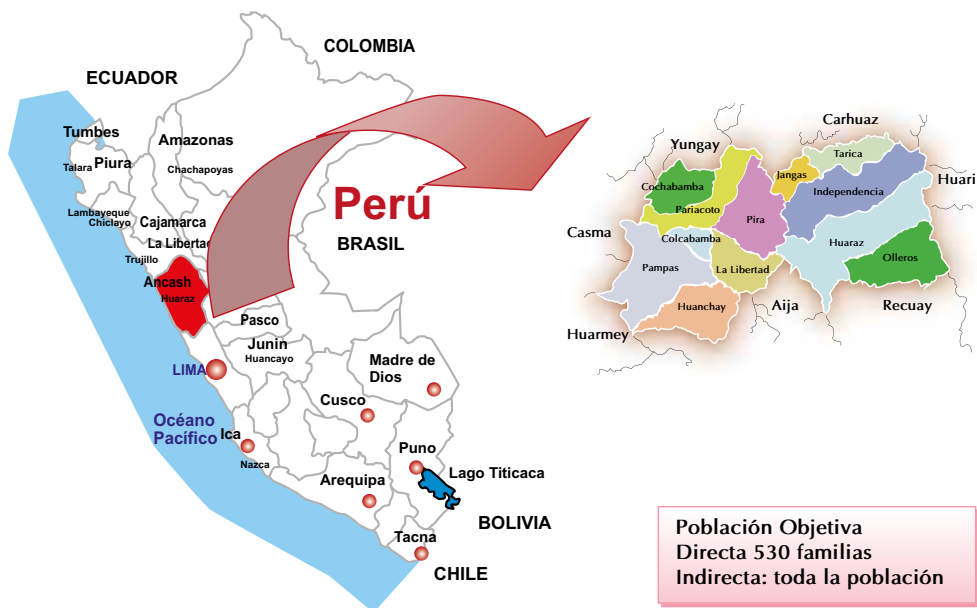 COLOMBIA
ECUADOR
Tumbes
Talara
Piura
Amazonas
Chachapoyas
Lambayeque
Chiclayo
Cajamarca
La Libertad
Trujillo
Perú
BRASIL
Ancash
Huaraz
Pasco
Junin
Huancayo
LIMA
Madre de
Dios
Cusco
Océano
Pacífico
Ica
Nazca
Puno
Lago Titicaca
Arequipa
BOLIVIA
Tacna
CHILE
Carhuaz
Yungay
Tarica
Jangas
Huari
Cochabamba
Independencia
Pariacoto
Pira
Casma
Colcabamba
Huaraz
Olleros
Pampas
La Libertad
Huanchay
Aija
Recuay
Huarmey
Población Objetiva
Directa 530 familias
Indirecta: toda la población